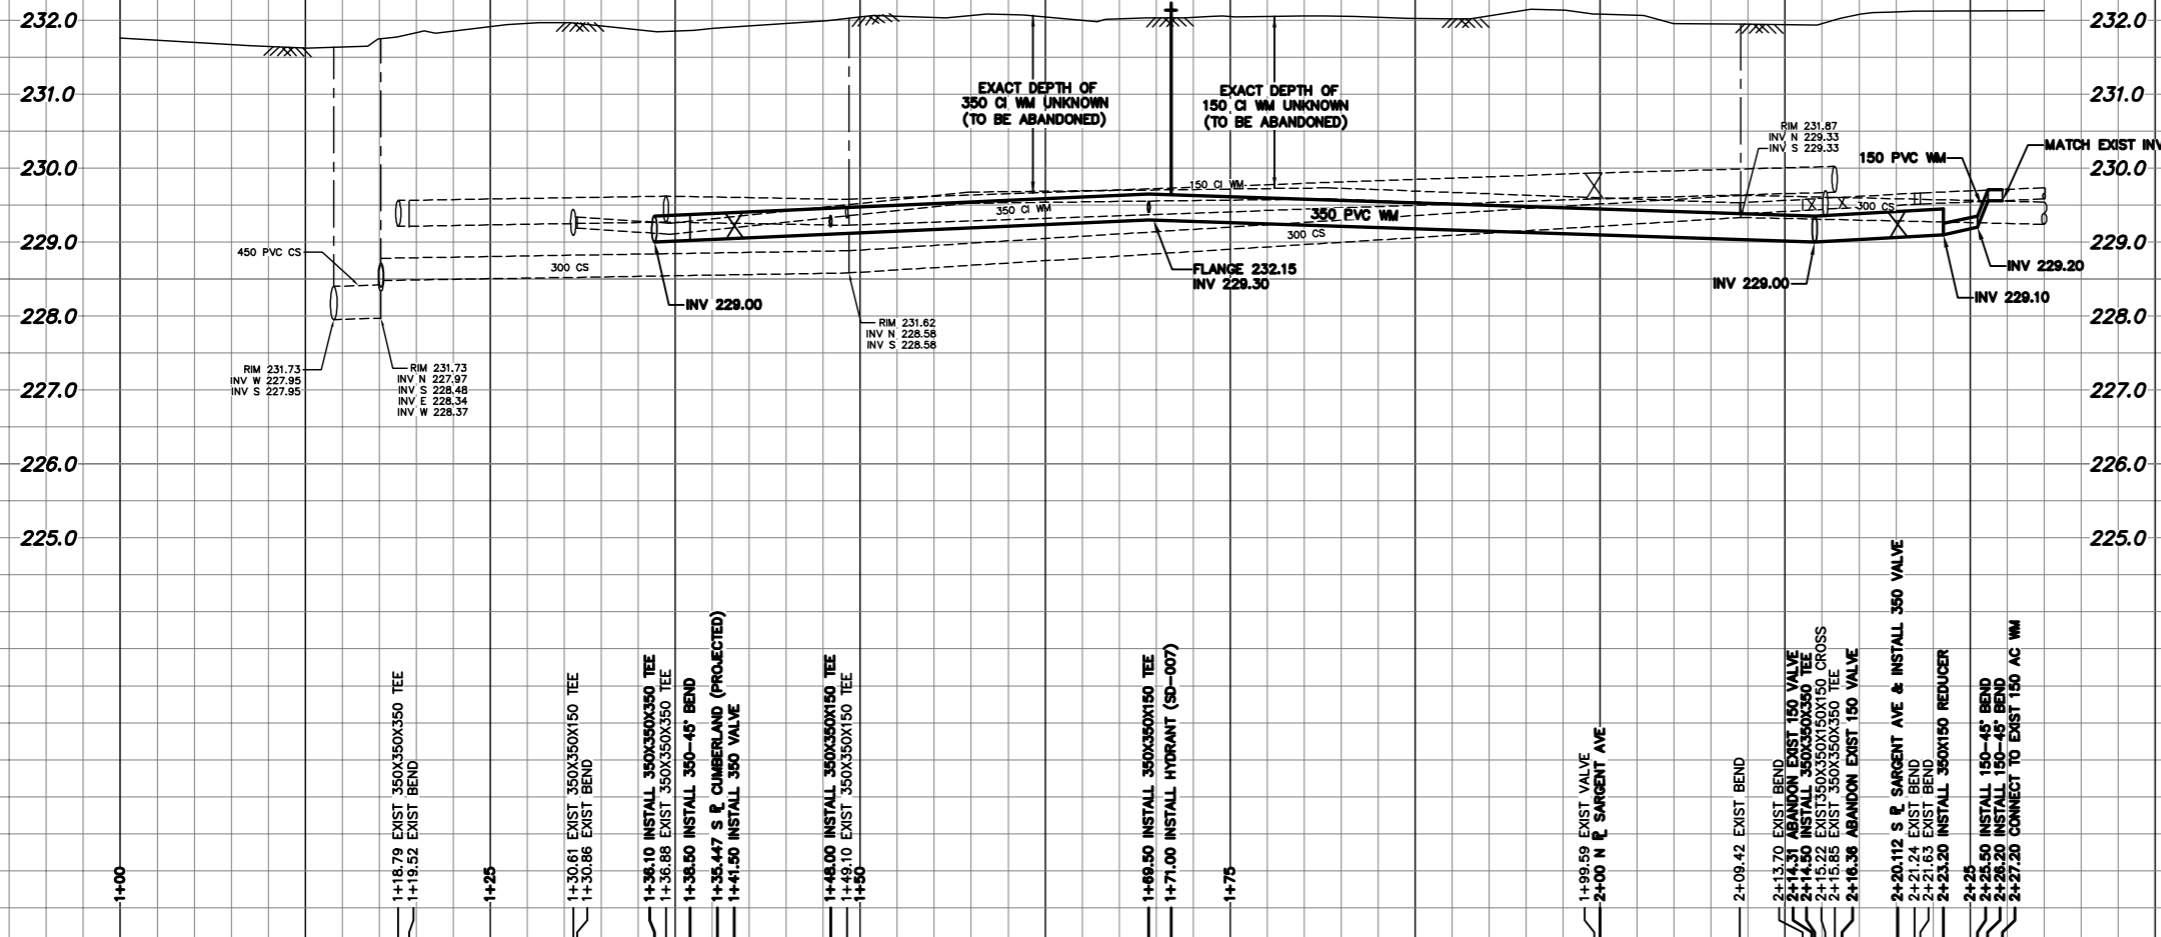 232.0
232.0
231.0
231.0
230.0
230.0
229.0
229.0
228.0
228.0
227.0
227.0
226.0
226.0
225.0
225.0
EXACT DEPTH OF
350 CI WM UNKNOWN
(TO BE ABANDONED)
EXACT DEPTH OF
150 CI WM UNKNOWN
(TO BE ABANDONED)
RIM 231.87
INV N 229.33
INV S 229.33
150 PVC WM
MATCH EXIST INV
150 CI WM
350 CI WM
350 PVC WM
300 CS
300 CS
450 PVC CS
300 CS
INV 229.00
FLANGE 232.15
INV 229.30
INV 229.00
INV 229.20
INV 229.10
RIM 231.62
INV N 228.58
INV S 228.58
RIM 231.73
INV W 227.95
INV S 227.95
RIM 231.73
INV N 227.97
INV S 228.48
INV E 228.34
INV W 228.37
1+00
1+18.79 EXIST 350X350X350 TEE
1+19.52 EXIST BEND
1+25
1+30.61 EXIST 350X350X150 TEE
1+30.86 EXIST BEND
1+36.10 INSTALL 350X350X350 TEE
1+36.88 EXIST 350X350X350 TEE
1+38.50 INSTALL 350-45° BEND
1+35.447 S PL CUMBERLAND (PROJECTED)
1+41.50 INSTALL 350 VALVE
1+48.00 INSTALL 350X350X150 TEE
1+49.10 EXIST 350X350X150 TEE
1+50
1+69.50 INSTALL 350X350X150 TEE
1+71.00 INSTALL HYDRANT (SD-007)
1+75
1+99.59 EXIST VALVE
2+00 N PL SARGENT AVE
2+09.42 EXIST BEND
2+13.70 EXIST BEND
2+14.31 ABANDON EXIST 150 VALVE
2+14.50 INSTALL 350X350X350 TEE
2+15.22 EXIST350X350X150X150 CROSS
2+15.85 EXIST 350X350X350 TEE
2+16.36 ABANDON EXIST 150 VALVE
2+20.112 S PL SARGENT AVE & INSTALL 350 VALVE
2+21.24 EXIST BEND
2+21.63 EXIST BEND
2+23.20 INSTALL 350X150 REDUCER
2+25
2+25.50 INSTALL 150-45° BEND
2+26.20 INSTALL 150-45° BEND
2+27.20 CONNECT TO EXIST 150 AC WM